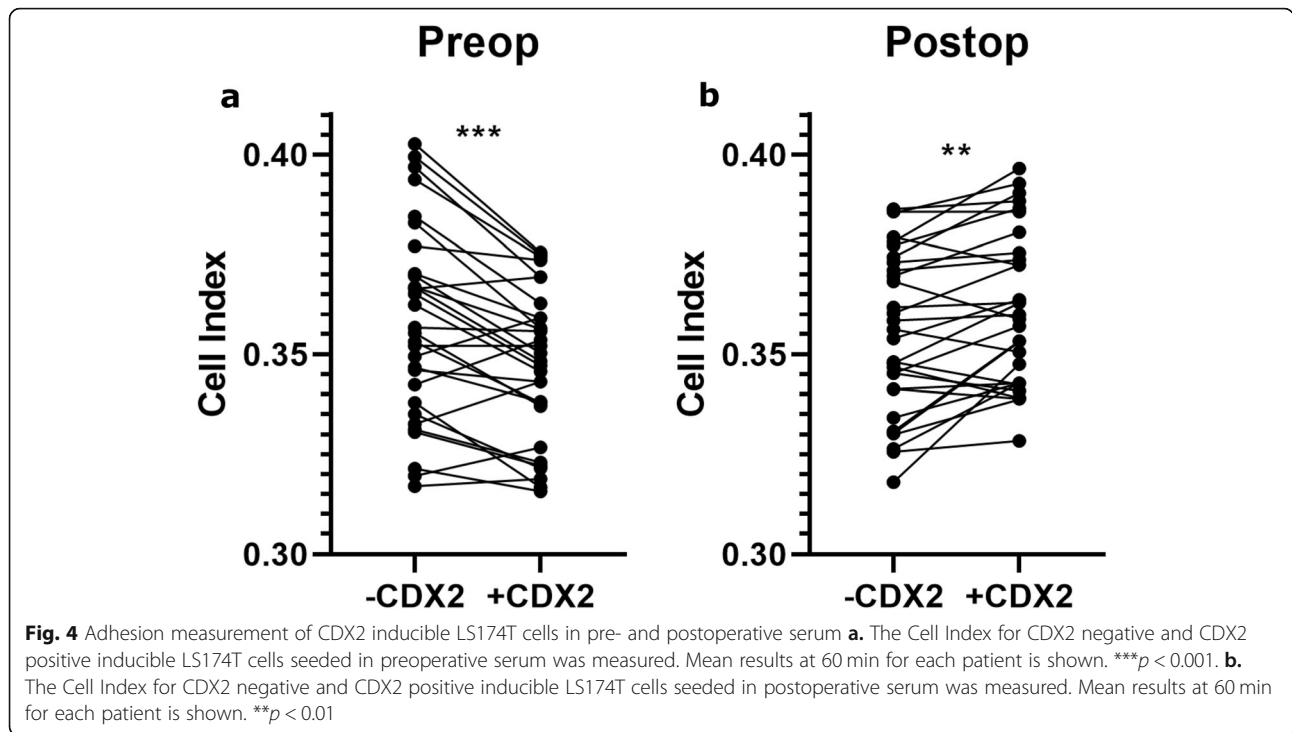 Preop
Postop
a
b
***
**
0.40
0.35
0.30
Cell Index
-CDX2 +CDX2
0.40
0.35
0.30
Cell Index
-CDX2 +CDX2
Fig. 4 Adhesion measurement of CDX2 inducible LS174T cells in pre- and postoperative serum a. The Cell Index for CDX2 negative and CDX2
positive inducible LS174T cells seeded in preoperative serum was measured. Mean results at 60 min for each patient is shown. ***p < 0.001. b.
The Cell Index for CDX2 negative and CDX2 positive inducible LS174T cells seeded in postoperative serum was measured. Mean results at 60 min
for each patient is shown. **p < 0.01